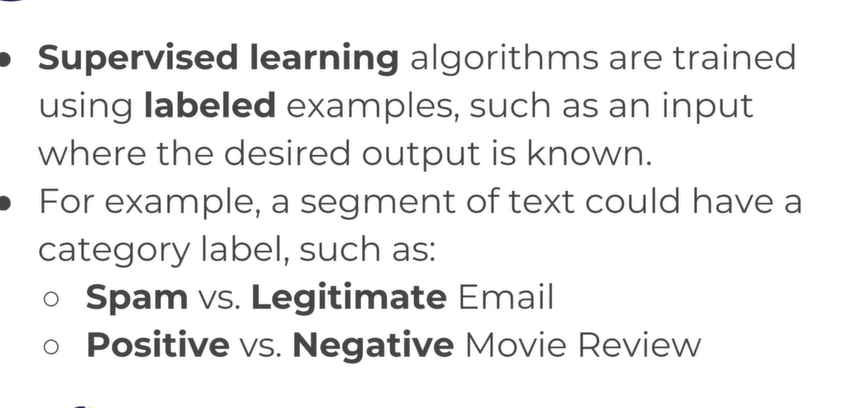 • Supervised learning algorithms are trained
using labeled examples, such as an input
where the desired output is known.
• For example, a segment of text could have a
category label, such as:
○ Spam vs. Legitimate Email
○ Positive vs. Negative Movie Review